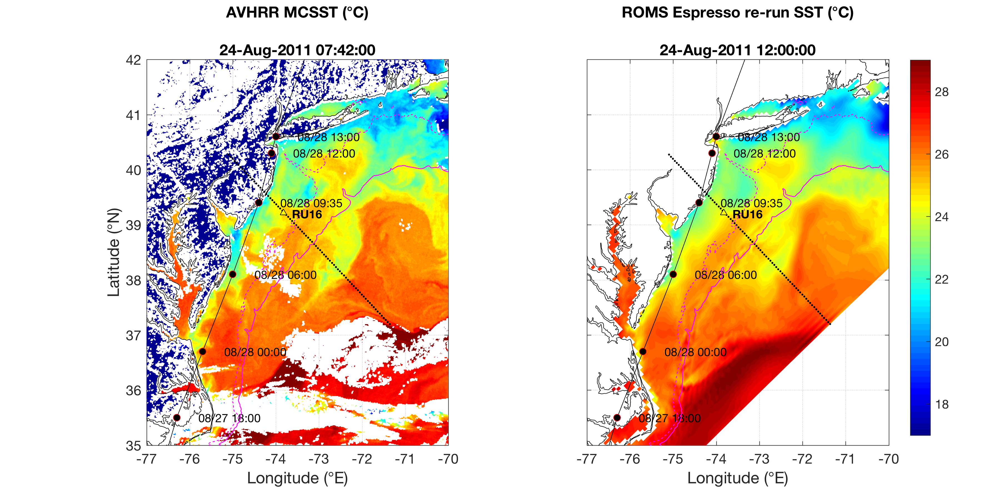 AVHRR MCSST (°C)
24-Aug-2011 07:42:00
42
41
40
39
38
37
36
35
Latitude (°N)
08/28 13:00
08/28 12:00
08/28 09:35
RU16
08/28 06:00
08/28 00:00
08/27 18:00
-77 -76 -75 -74 -73 -72 -71 -70
Longitude (°E)
ROMS Espresso re-run SST (°C)
24-Aug-2011 12:00:00
08/28 13:00
08/28 12:00
08/28 09:35
RU16
08/28 06:00
08/28 00:00
08/27 18:00
-77 -76 -75 -74 -73 -72 -71 -70
Longitude (°E)
28
26
24
22
20
18